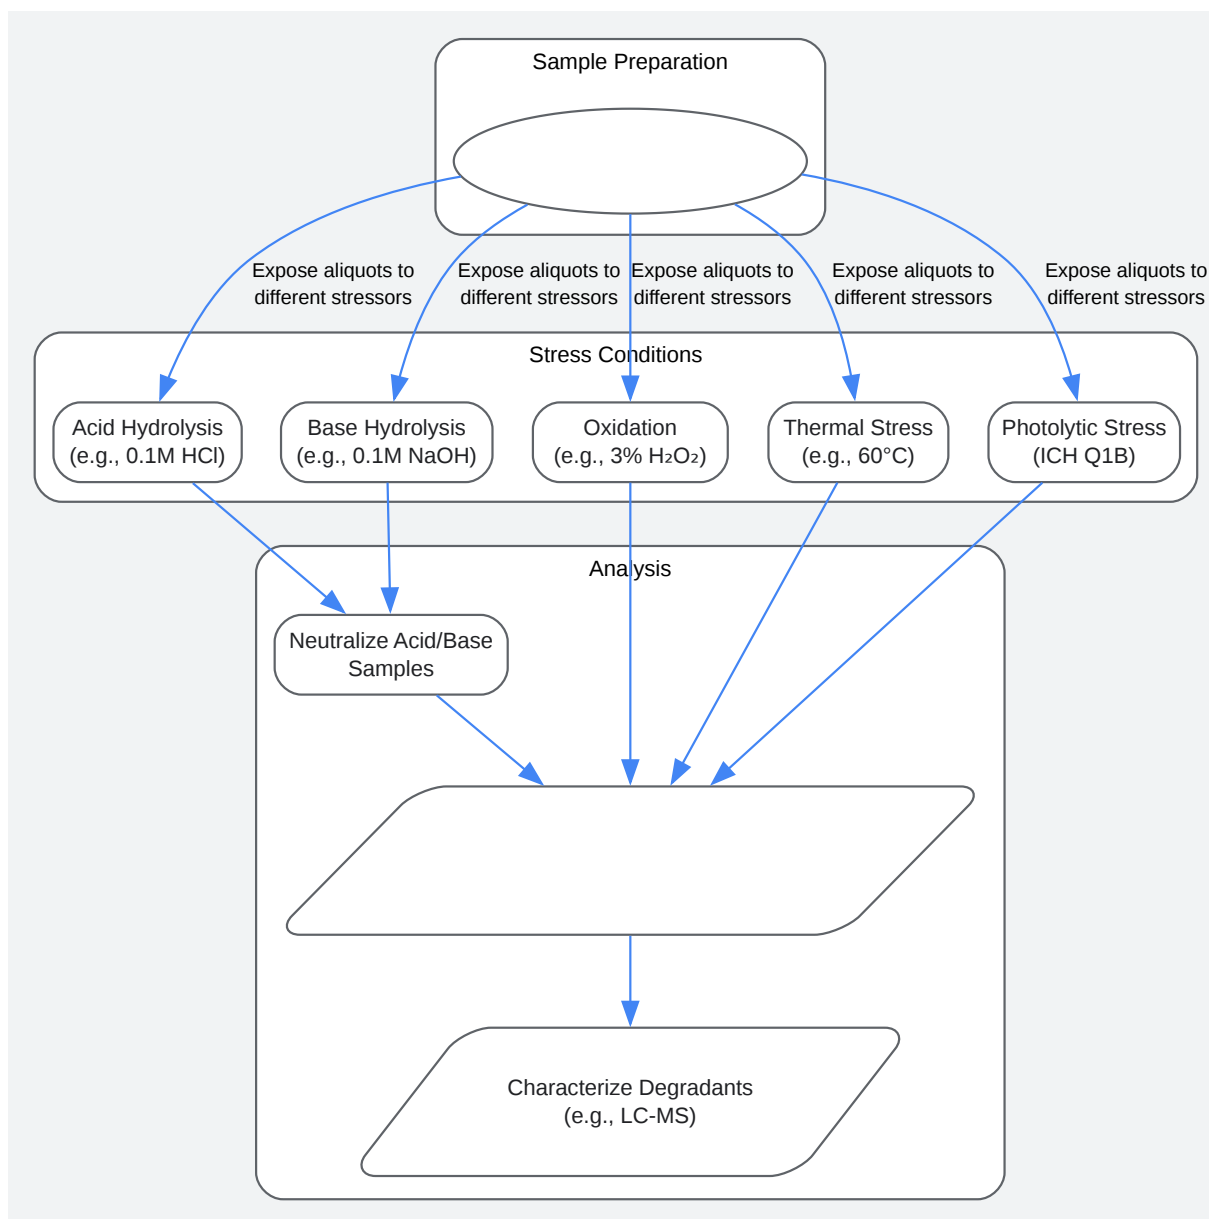 Sample Preparation
Expose aliquots to
different stressors
Expose aliquots to
different stressors
Expose aliquots to
different stressors
Expose aliquots to
different stressors
Expose aliquots to
different stressors
Stress Conditions
Acid Hydrolysis
(e.g., 0.1M HCl)
Base Hydrolysis
(e.g., 0.1M NaOH)
Oxidation
(e.g., 3% H₂O₂)
Thermal Stress
(e.g., 60°C)
Photolytic Stress
(ICH Q1B)
Analysis
Neutralize Acid/Base
Samples
Characterize Degradants
(e.g., LC-MS)